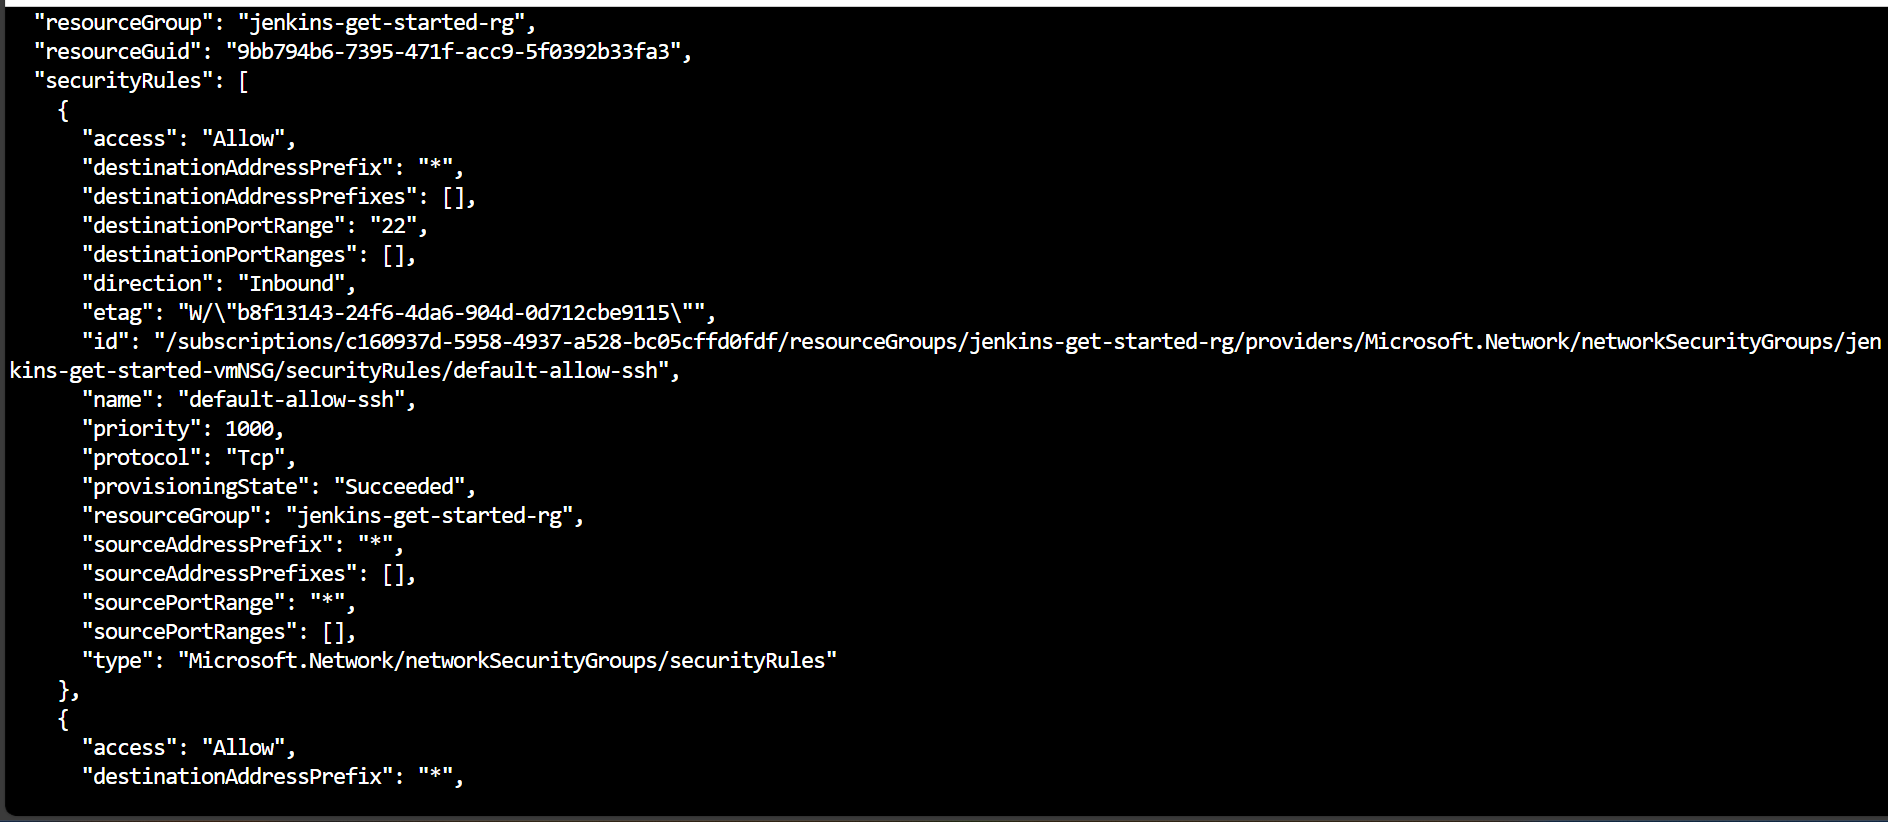 "resourceGroup": "jenkins-get-started-rg",
"resourceGuid": "9bb794b6-7395-471f-acc9-5f0392b33fa3",
"securityRules": [
{
"access": "Allow",
"destinationAddressPrefix": "*",
"destinationAddressPrefixes": [],
"destinationPortRange": "22",
"destinationPortRanges": [],
"direction": "Inbound",
"etag": "W/\"b8f13143-24f6-4da6-904d-0d712cbe9115\"",
"id": "/subscriptions/c160937d-5958-4937-a528-bc05cffd0fdf/resourceGroups/jenkins-get-started-rg/providers/Microsoft.Network/networkSecurityGroups/jen
kins-get-started-vmNSG/securityRules/default-allow-ssh",
"name": "default-allow-ssh",
"priority": 1000,
"protocol": "Tcp",
"provisioningState": "Succeeded",
"resourceGroup": "jenkins-get-started-rg",
"sourceAddressPrefix": "*",
"sourceAddressPrefixes": [],
"sourcePortRange": "*",
"sourcePortRanges": [],
"type": "Microsoft.Network/networkSecurityGroups/securityRules"
},
{
"access": "Allow",
"destinationAddressPrefix": "*",